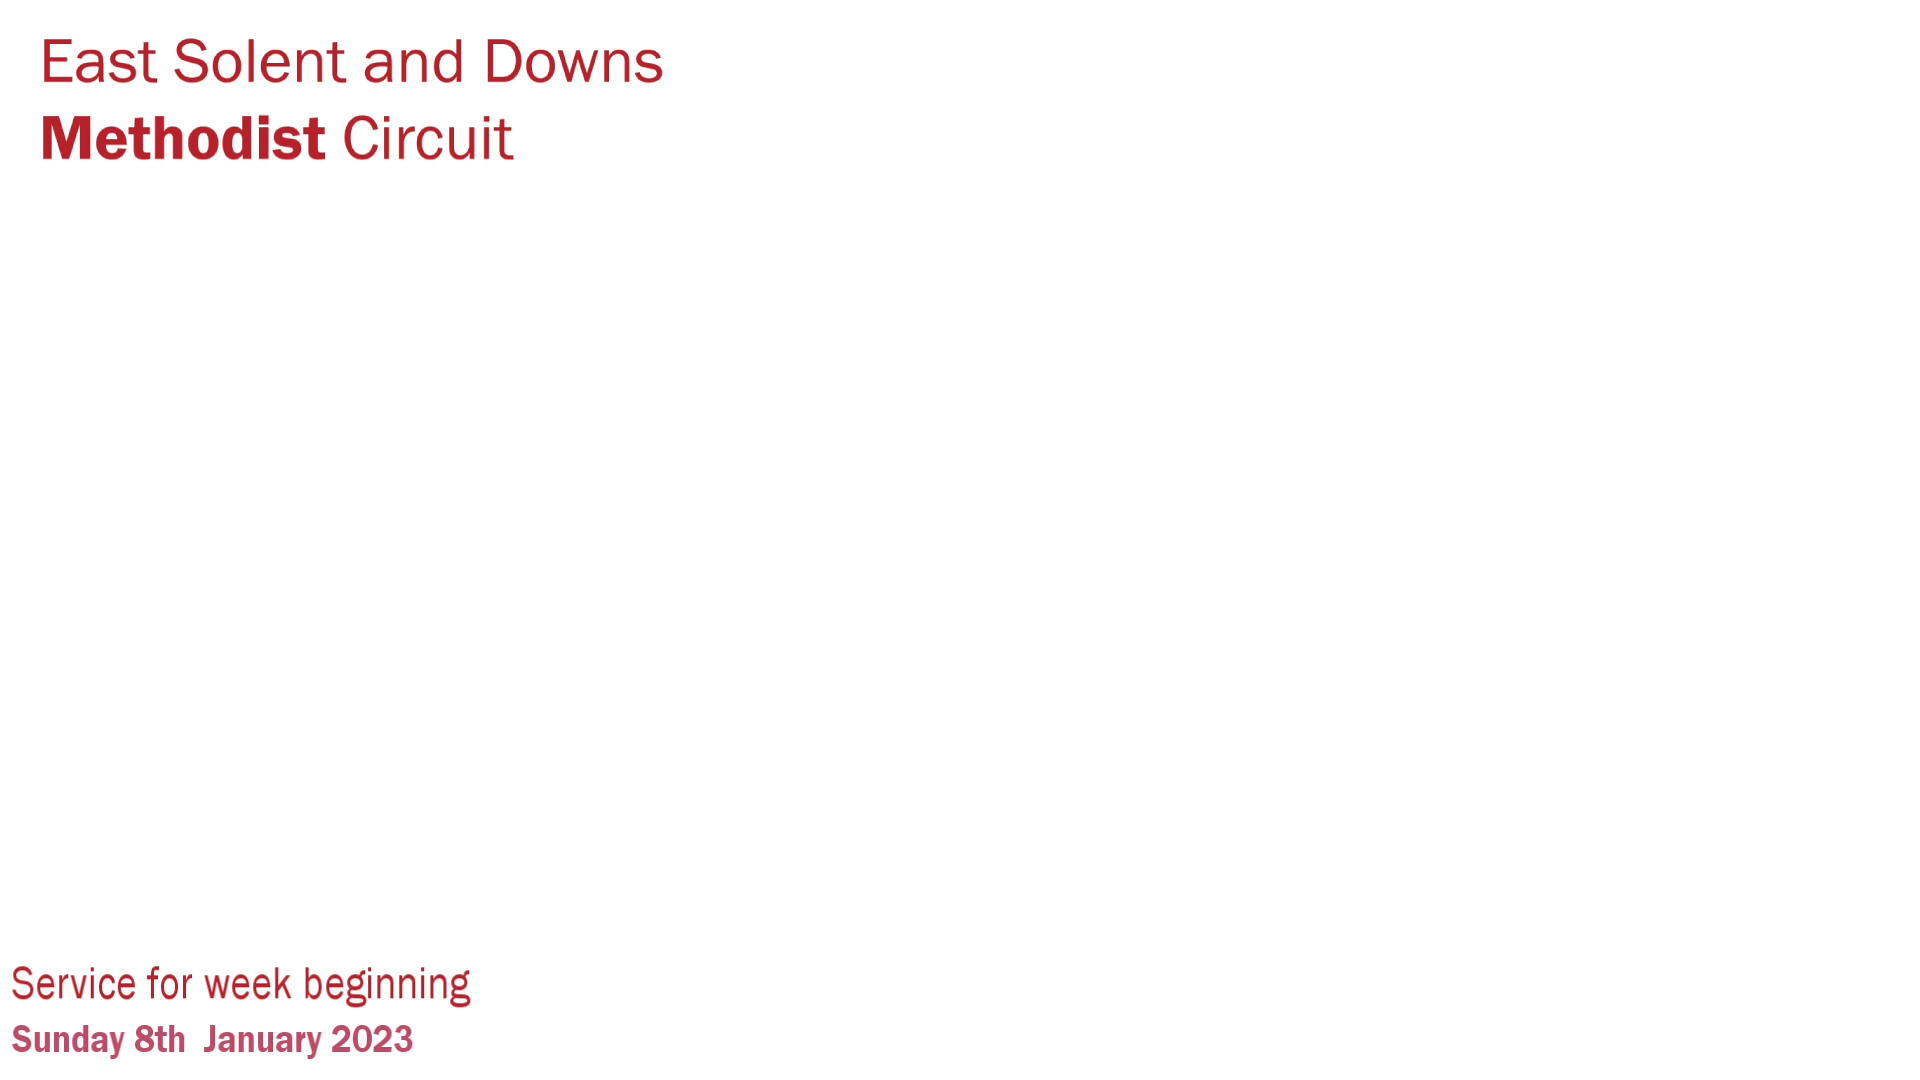 East Solent and Downs
Methodist Circuit
Service for week beginning
Sunday 8th  January 2023